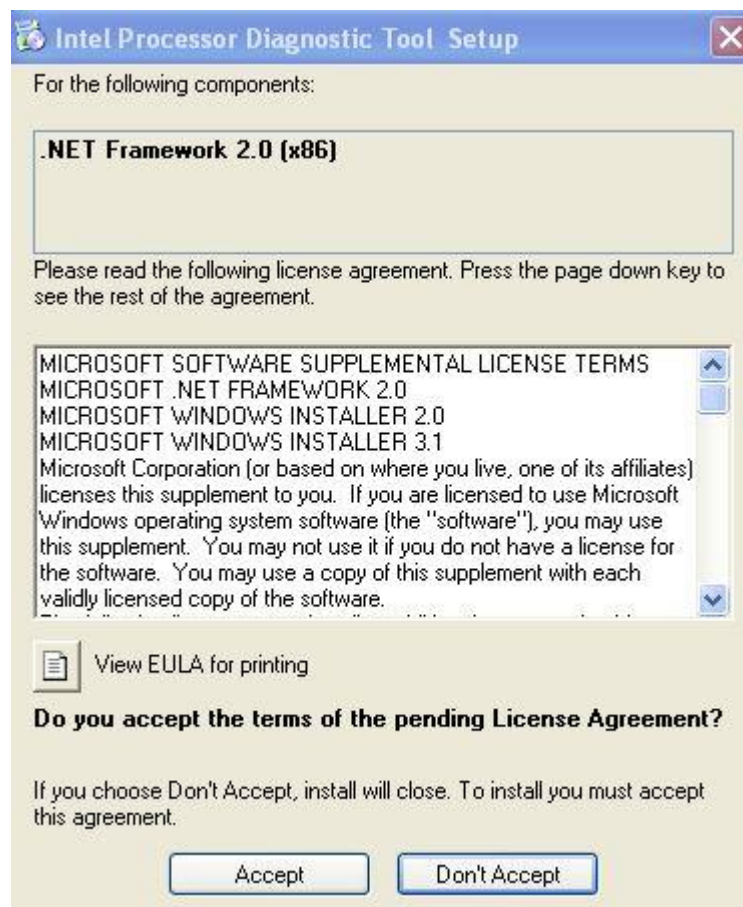 Intel Processor Diagnostic Tool Setup
For the following components:
.NET Framework 2.0 (x86)
Please read the following license agreement. Press the page down key to
see the rest of the agreement.
MICROSOFT SOFTWARE SUPPLEMENTAL LICENSE TERMS
MICROSOFT .NET FRAMEWORK 2.0
MICROSOFT WINDOWS INSTALLER 2.0
MICROSOFT WINDOWS INSTALLER 3.1
Microsoft Corporation (or based on where you live, one of its affiliates)
licenses this supplement to you.  If you are licensed to use Microsoft
Windows operating system software (the "software"), you may use
this supplement.  You may not use it if you do not have a license for
the software.  You may use a copy of this supplement with each
validly licensed copy of the software.
View EULA for printing
Do you accept the terms of the pending License Agreement?
If you choose Don't Accept, install will close. To install you must accept
this agreement.
Accept
Don't Accept